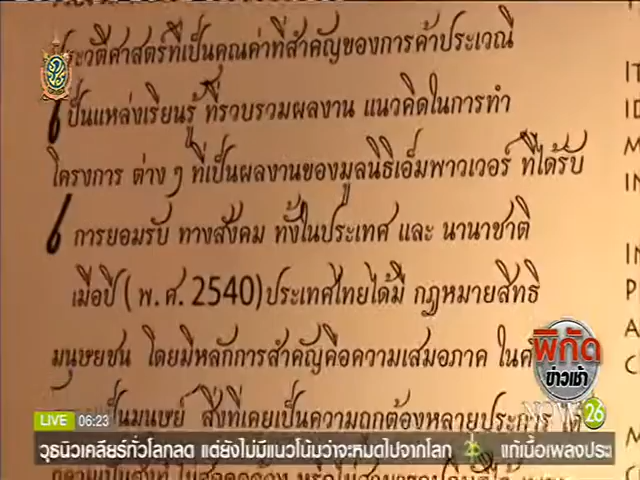 ประวัติศาสตร์ที่เป็นคุณค่าที่สำคัญของการค้าประเวณี
เป็นแหล่งเรียนรู้ ที่รวบรวมผลงาน แนวคิดในการทำ
โครงการ ต่าง ๆ ที่เป็นผลงานของมูลนิธิเอ็มพาวเวอร์ ที่ได้รับ
การยอมรับ ทางสังคม ทั้งในประเทศ และ นานาชาติ
เมื่อปี (พ.ศ. 2540) ประเทศไทยได้มี กฎหมายสิทธิ
มนุษยชน โดยมีหลักการสำคัญคือความเสมอภาค
เป็นมนุษย์ สิ่งที่เคยเป็นความถูกต้องหลายประการ ได้
พิกัด
ข่าวเช้า
NOW 26
LIVE 06:23
วุธนิวเคลียร์ทั่วโลกลด แต่ยังไม่มีแนวโน้มว่าจะหมดไปจากโลก แก้เนื้อเพลงประ